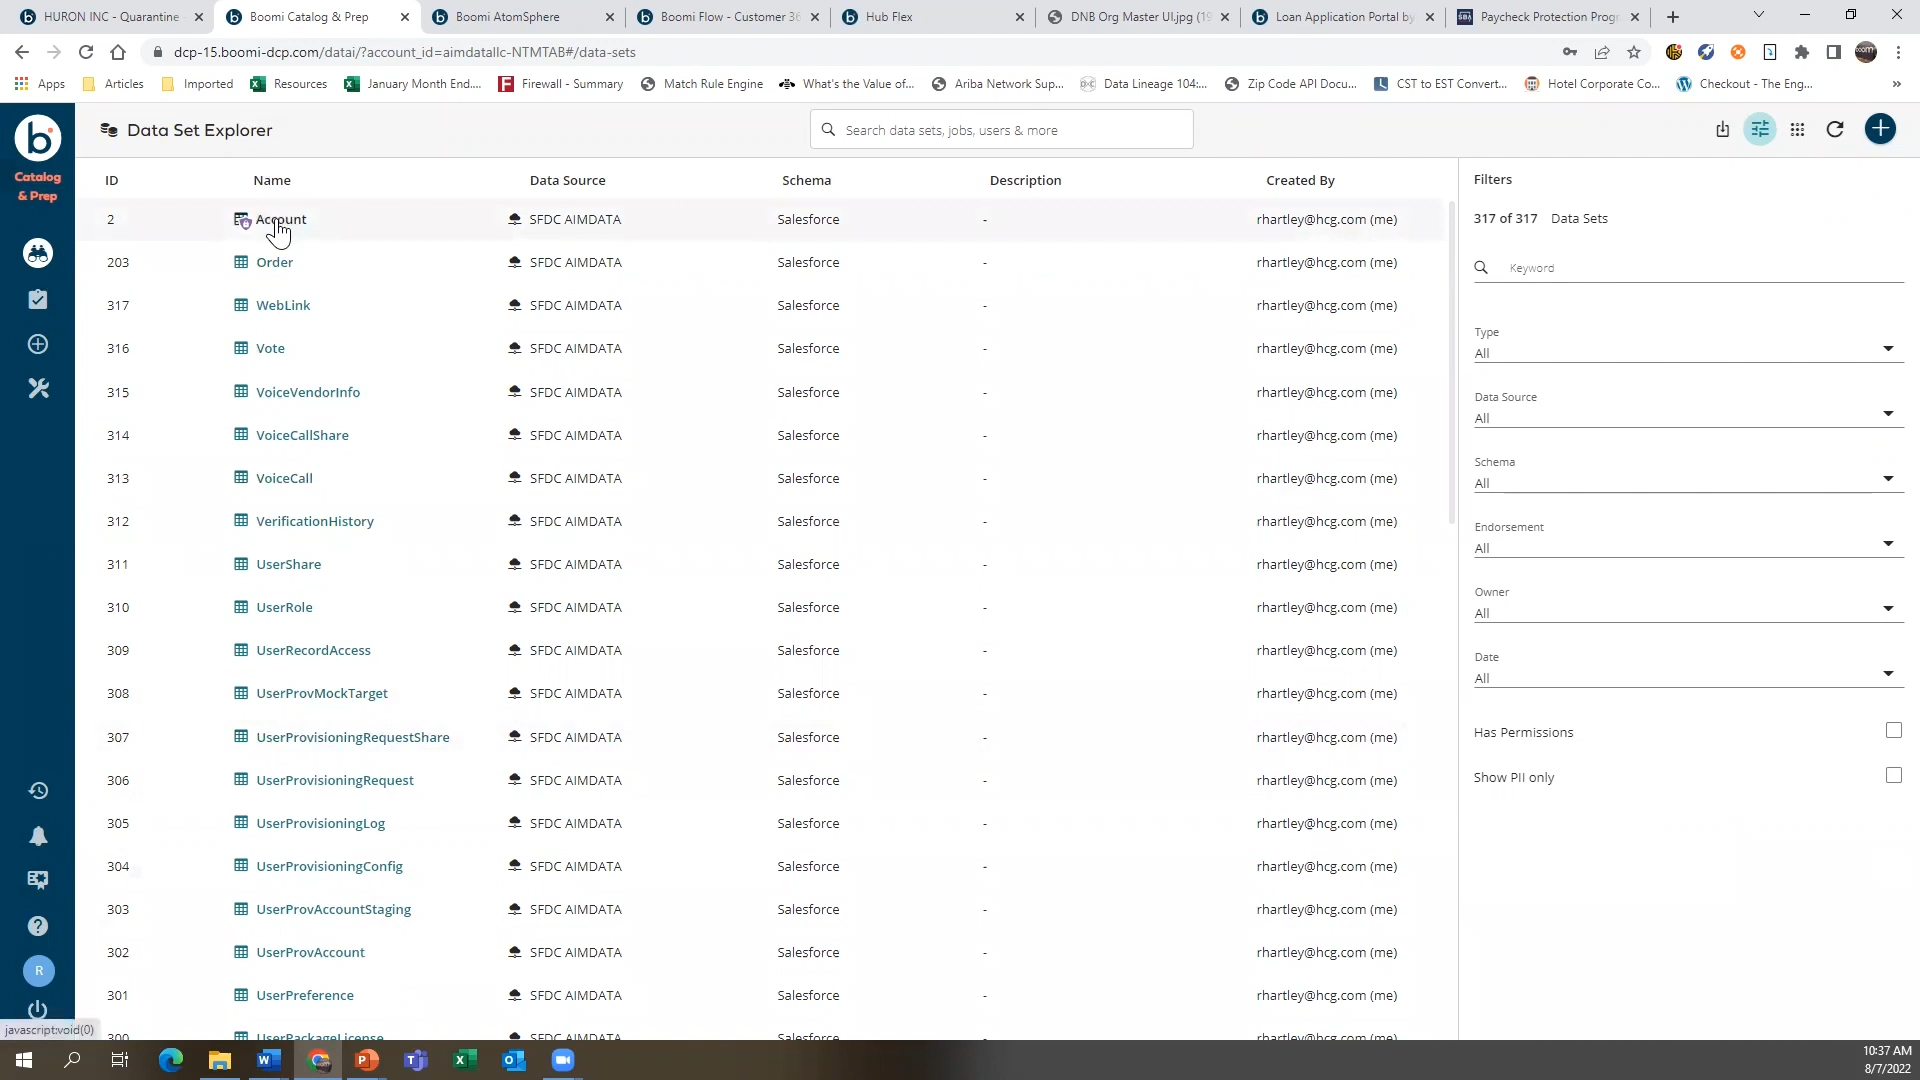 HURON INC - Quarantine
Boomi Catalog & Prep
Boomi AtomSphere
Boomi Flow - Customer 36
Hub Flex
DNB Org Master UI.jpg (19
Loan Application Portal by
Paycheck Protection Progr
dcp-15.boomi-dcp.com/datai/?account_id=aimdatallc-NTMTAB#/data-sets
Apps
Articles
Imported
Resources
January Month End....
Firewall - Summary
Match Rule Engine
What's the Value of...
Ariba Network Sup...
Data Lineage 104:...
Zip Code API Docu...
CST to EST Convert...
Hotel Corporate Co...
Checkout - The Eng...
»
Catalog
& Prep
Data Set Explorer
Search data sets, jobs, users & more
ID Name Data Source Schema Description Created By
2 Account SFDC AIMDATA Salesforce - rhartley@hcg.com (me)
203 Order SFDC AIMDATA Salesforce - rhartley@hcg.com (me)
317 WebLink SFDC AIMDATA Salesforce - rhartley@hcg.com (me)
316 Vote SFDC AIMDATA Salesforce - rhartley@hcg.com (me)
315 VoiceVendorInfo SFDC AIMDATA Salesforce - rhartley@hcg.com (me)
314 VoiceCallShare SFDC AIMDATA Salesforce - rhartley@hcg.com (me)
313 VoiceCall SFDC AIMDATA Salesforce - rhartley@hcg.com (me)
312 VerificationHistory SFDC AIMDATA Salesforce - rhartley@hcg.com (me)
311 UserShare SFDC AIMDATA Salesforce - rhartley@hcg.com (me)
310 UserRole SFDC AIMDATA Salesforce - rhartley@hcg.com (me)
309 UserRecordAccess SFDC AIMDATA Salesforce - rhartley@hcg.com (me)
308 UserProvMockTarget SFDC AIMDATA Salesforce - rhartley@hcg.com (me)
307 UserProvisioningRequestShare SFDC AIMDATA Salesforce - rhartley@hcg.com (me)
306 UserProvisioningRequest SFDC AIMDATA Salesforce - rhartley@hcg.com (me)
305 UserProvisioningLog SFDC AIMDATA Salesforce - rhartley@hcg.com (me)
304 UserProvisioningConfig SFDC AIMDATA Salesforce - rhartley@hcg.com (me)
303 UserProvAccountStaging SFDC AIMDATA Salesforce - rhartley@hcg.com (me)
302 UserProvAccount SFDC AIMDATA Salesforce - rhartley@hcg.com (me)
301 UserPreference SFDC AIMDATA Salesforce - rhartley@hcg.com (me)
300 UserPackageLicense SFDC AIMDATA Salesforce - rhartley@hcg.com (me)
Filters
317 of 317 Data Sets
Keyword
Type
All
Data Source
All
Schema
All
Endorsement
All
Owner
All
Date
All
Has Permissions
Show PII only
R
javascript:void(0)
10:37 AM
8/7/2022